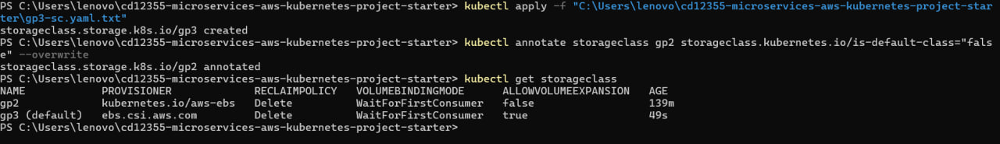 PS C:\Users\lenovo\cd12355-microservices-aws-kubernetes-project-starter> kubectl apply -f "C:\Users\lenovo\cd12355-microservices-aws-kubernetes-project-star
ter\gp3-sc.yaml.txt"
storageclass.storage.k8s.io/gp3 created
PS C:\Users\lenovo\cd12355-microservices-aws-kubernetes-project-starter> kubectl annotate storageclass gp2 storageclass.kubernetes.io/is-default-class="fals
e" --overwrite
storageclass.storage.k8s.io/gp2 annotated
PS C:\Users\lenovo\cd12355-microservices-aws-kubernetes-project-starter> kubectl get storageclass
NAME            PROVISIONER             RECLAIMPOLICY   VOLUMEBINDINGMODE      ALLOWVOLUMEEXPANSION   AGE
gp2             kubernetes.io/aws-ebs   Delete          WaitForFirstConsumer   false                  139m
gp3 (default)   ebs.csi.aws.com         Delete          WaitForFirstConsumer   true                   49s
PS C:\Users\lenovo\cd12355-microservices-aws-kubernetes-project-starter>